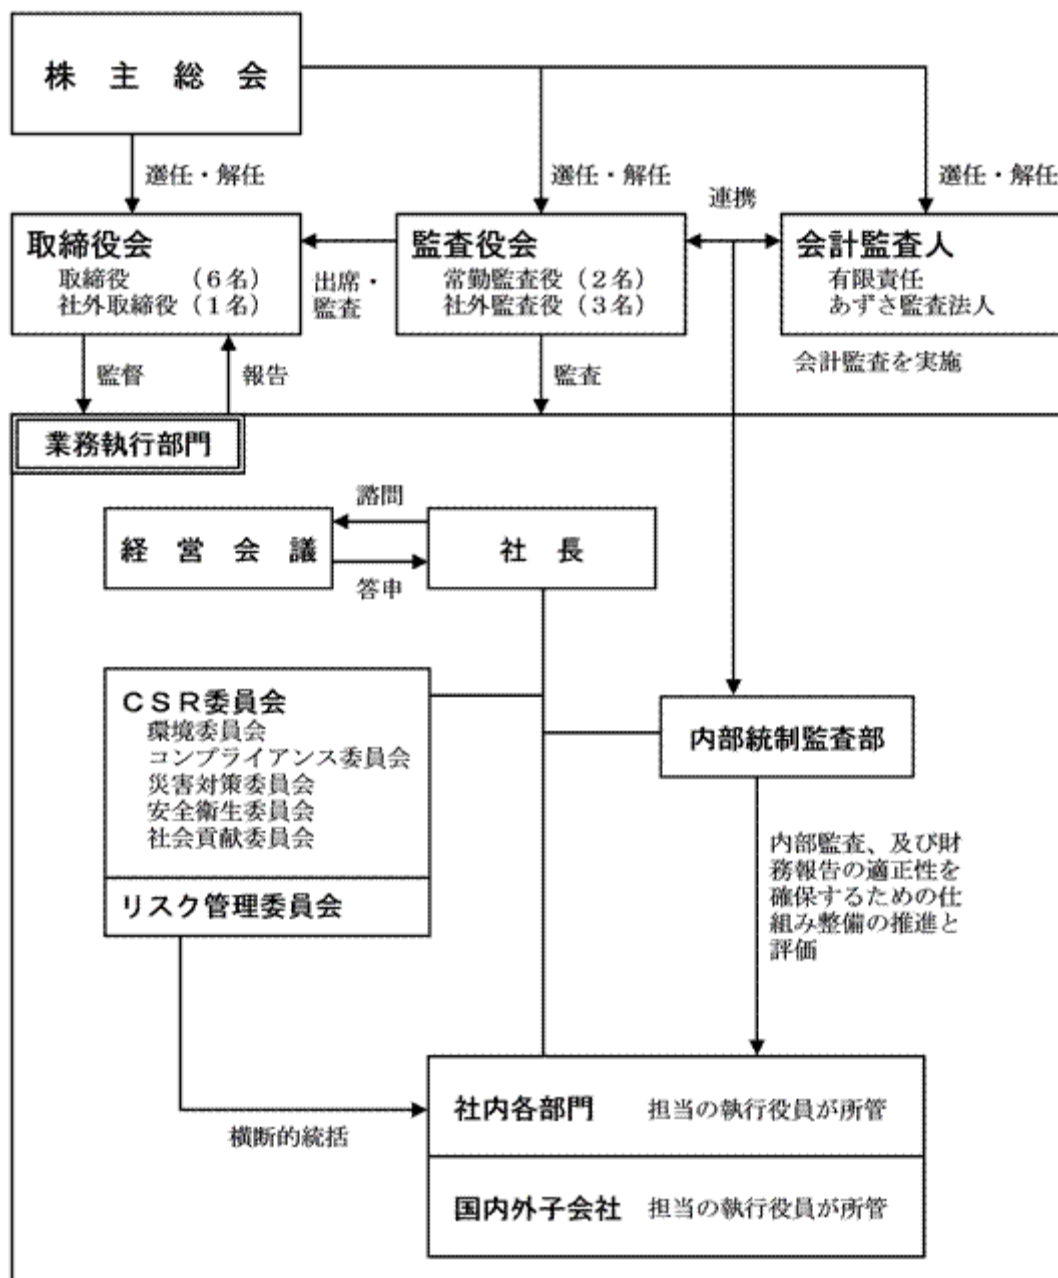 株主総会
選任・解任
選任・解任
選任・解任
連携
取締役会
取締役 (6名)
社外取締役(1名)
出席・
監査
監査役会
常勤監査役(2名)
社外監査役(3名)
会計監査人
有限責任
あずさ監査法人
監督
報告
監査
会計監査を実施
業務執行部門
経営会議
諮問
答申
社長
CSR委員会
環境委員会
コンプライアンス委員会
災害対策委員会
安全衛生委員会
社会貢献委員会
リスク管理委員会
内部統制監査部
内部監査、及び財
務報告の適正性を
確保するための仕
組み整備の推進と
評価
横断的統括
社内各部門 担当の執行役員が所管
国内外子会社 担当の執行役員が所管